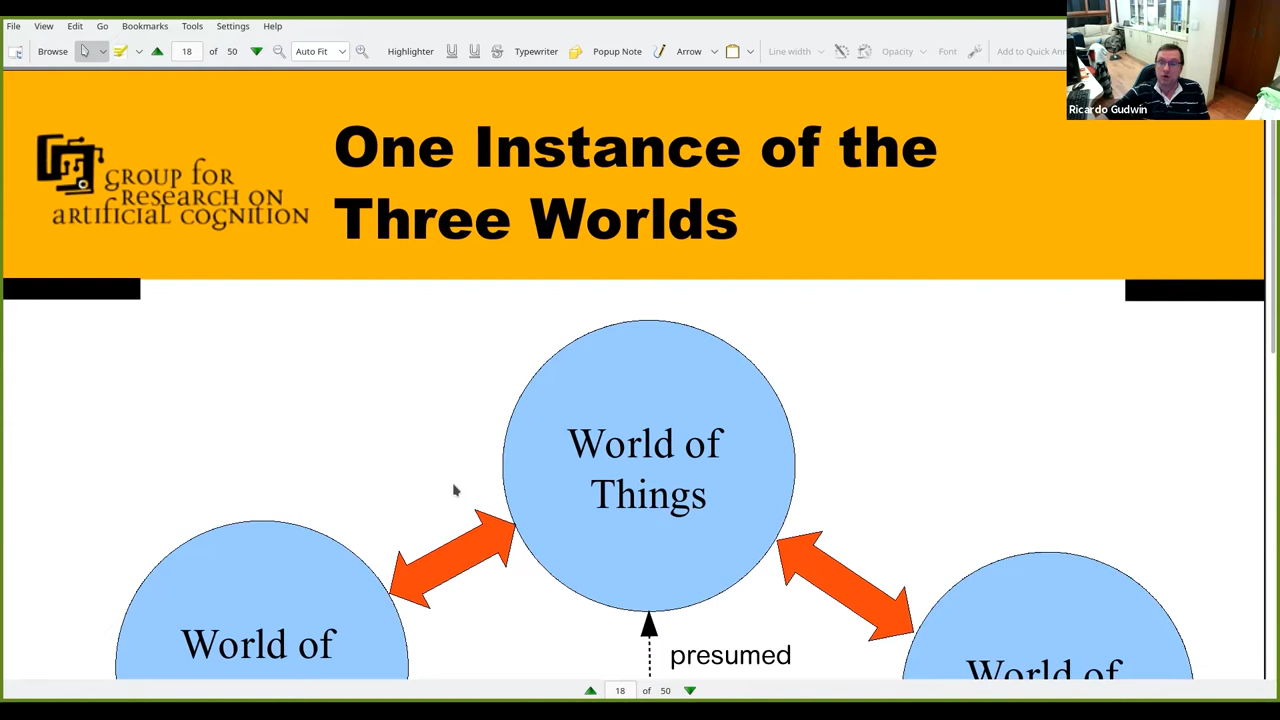 File View Edit Go Bookmarks Tools Settings Help
Browse 18 of 50 Auto Fit Highlighter Typewriter Popup Note Arrow Line width Opacity Font Add to Quick Ann
Ricardo Gudwin
GROUP FOR
RESEARCH ON
ARTIFICIAL COGNITION
One Instance of the
Three Worlds
World of
Things
World of
presumed
World of
18 of 50